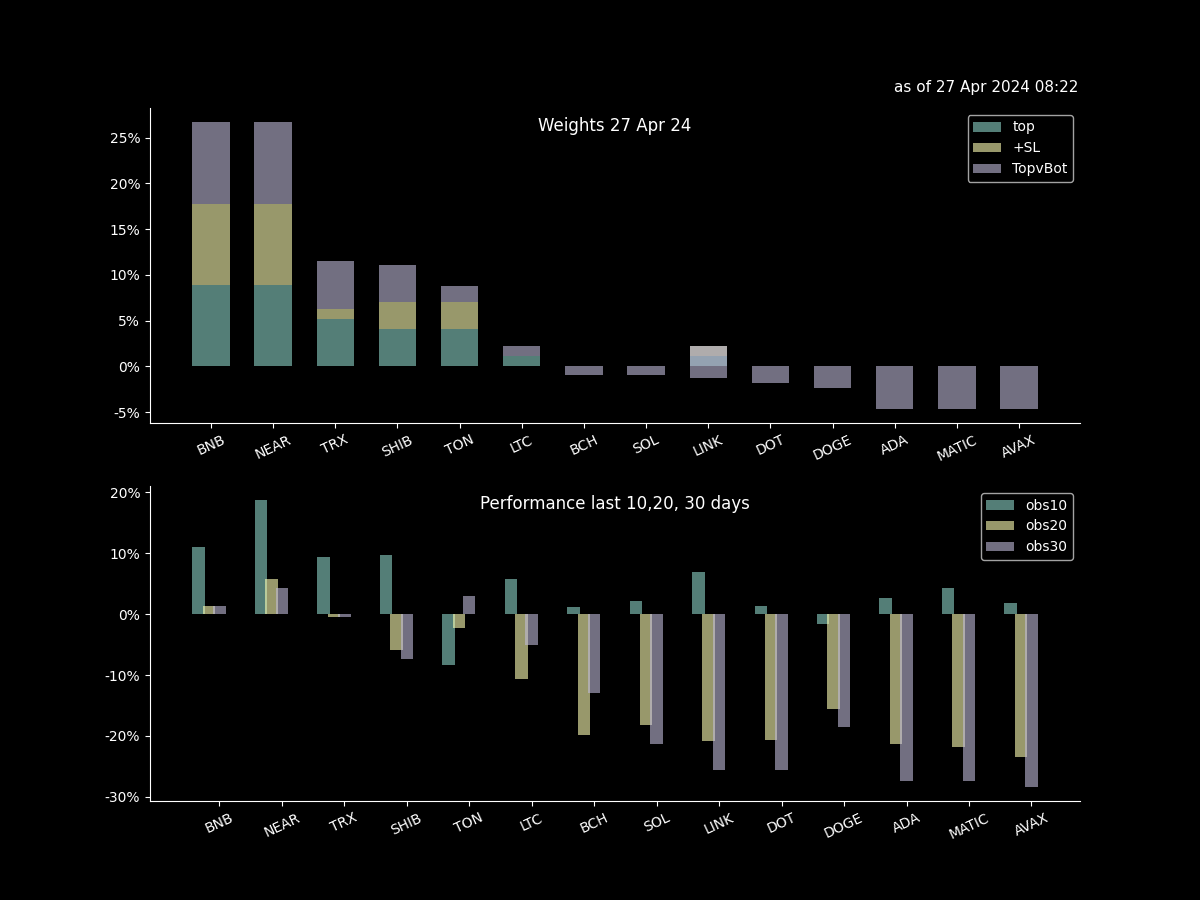 as of 27 Apr 2024 08:22
Weights 27 Apr 24
top
+SL
TopvBot
25%
20%
15%
10%
5%
0%
-5%
BNB NEAR TRX SHIB TON LTC BCH SOL LINK DOT DOGE ADA MATIC AVAX
Performance last 10,20, 30 days
obs10
obs20
obs30
20%
10%
0%
-10%
-20%
-30%
BNB NEAR TRX SHIB TON LTC BCH SOL LINK DOT DOGE ADA MATIC AVAX